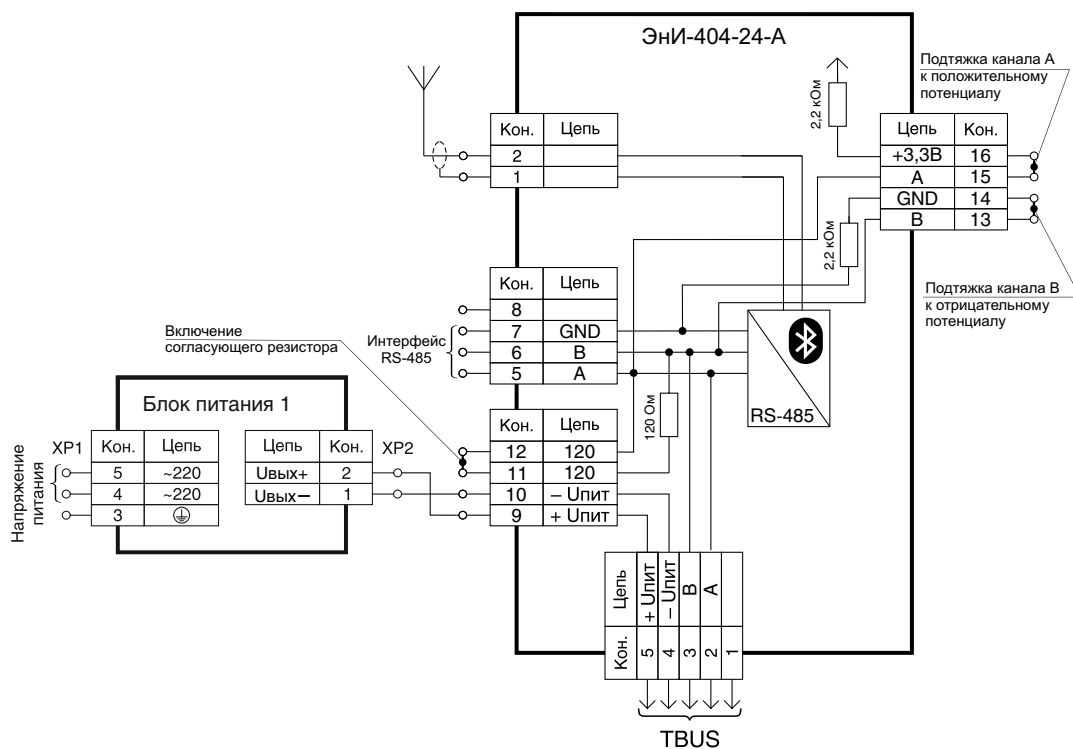 ЭнИ-404-24-А
Подтяжка канала А
к положительному
потенциалу
2,2 кОм
Кон. Цепь
2
1
Цепь Кон.
+3,3В 16
А 15
GND 14
В 13
2,2 кОм
Подтяжка канала В
к отрицательному
потенциалу
Кон. Цепь
8
7 GND
6 В
5 А
Интерфейс
RS-485
Включение
согласующего резистора
RS-485
120 Ом
Кон. Цепь
12 120
11 120
10 – Uпит
9 + Uпит
Блок питания 1
ХР1
Кон. Цепь
5 ~220
4 ~220
3
Цепь Кон.
Uвых+ 2
Uвых− 1
ХР2
Напряжение
питания
Цепь
+ Uпит
– Uпит
В
А
Кон.
5
4
3
2
1
TBUS